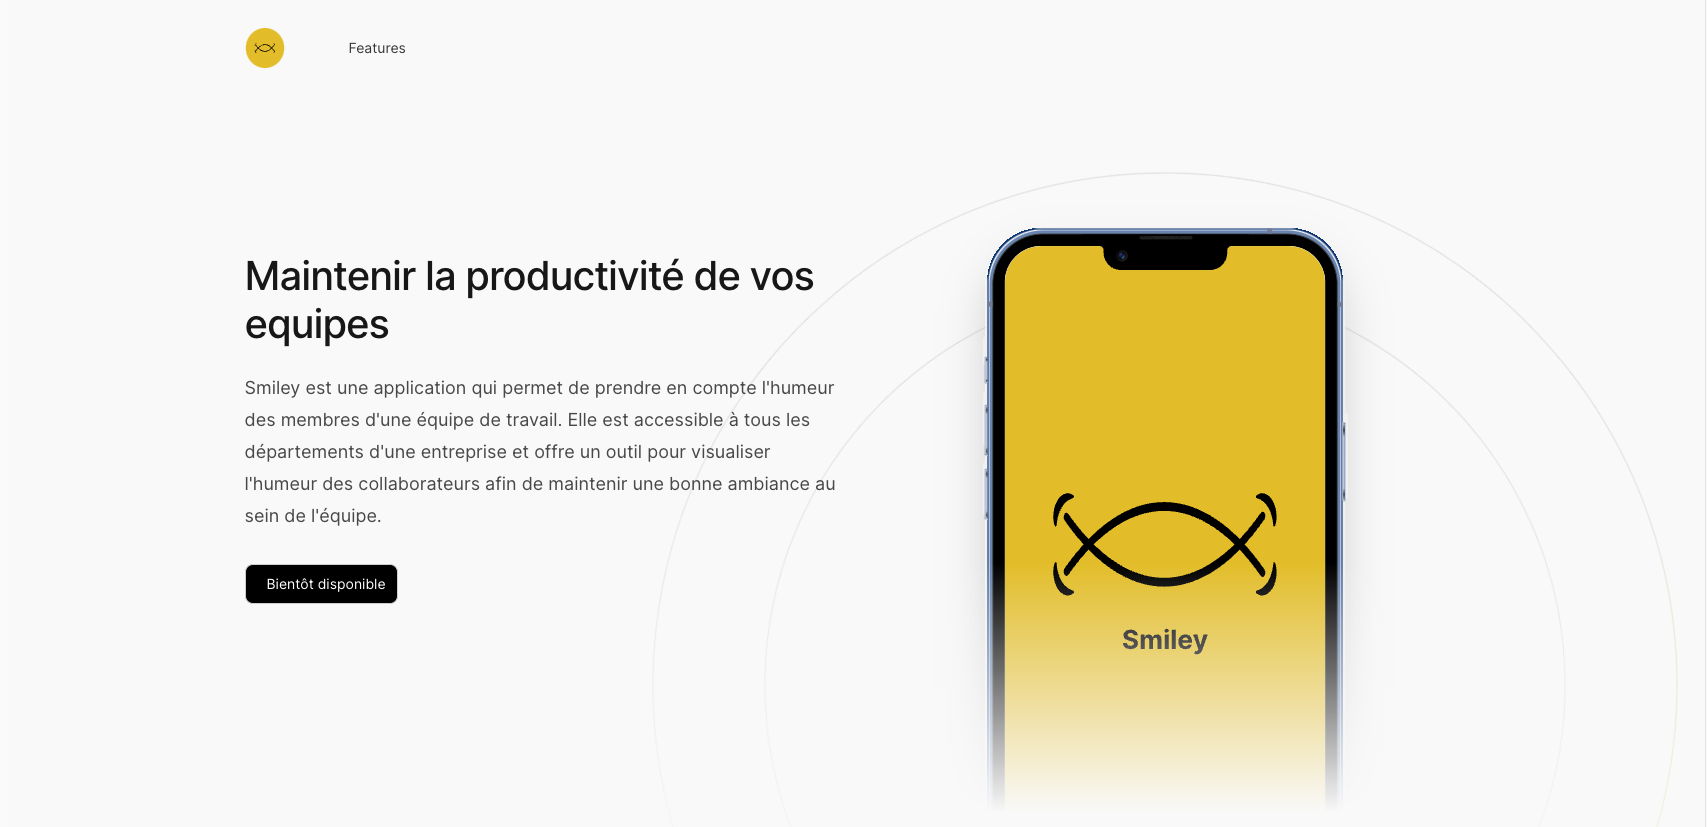 Features
Maintenir la productivité de vos
equipes
Smiley est une application qui permet de prendre en compte l'humeur
des membres d'une équipe de travail. Elle est accessible à tous les
départements d'une entreprise et offre un outil pour visualiser
l'humeur des collaborateurs afin de maintenir une bonne ambiance au
sein de l'équipe.
Bientôt disponible
Smiley